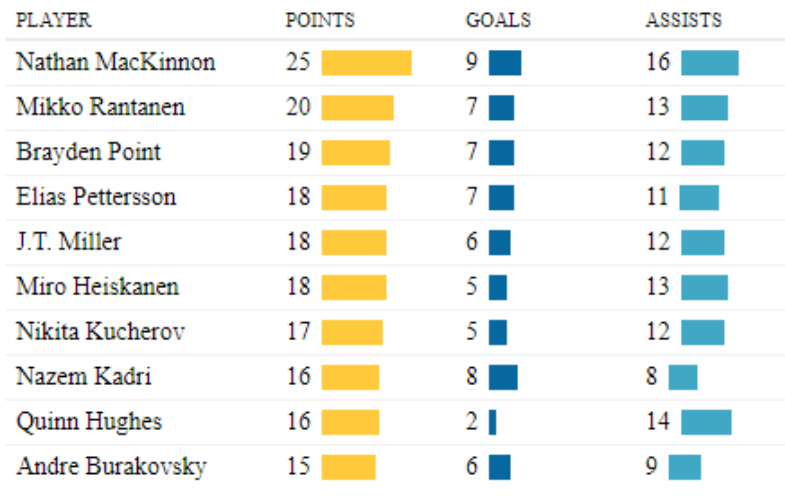 PLAYER POINTS GOALS ASSISTS
Nathan MacKinnon 25 9 16
Mikko Rantanen 20 7 13
Brayden Point 19 7 12
Elias Pettersson 18 7 11
J.T. Miller 18 6 12
Miro Heiskanen 18 5 13
Nikita Kucherov 17 5 12
Nazem Kadri 16 8 8
Quinn Hughes 16 2 14
Andre Burakovsky 15 6 9